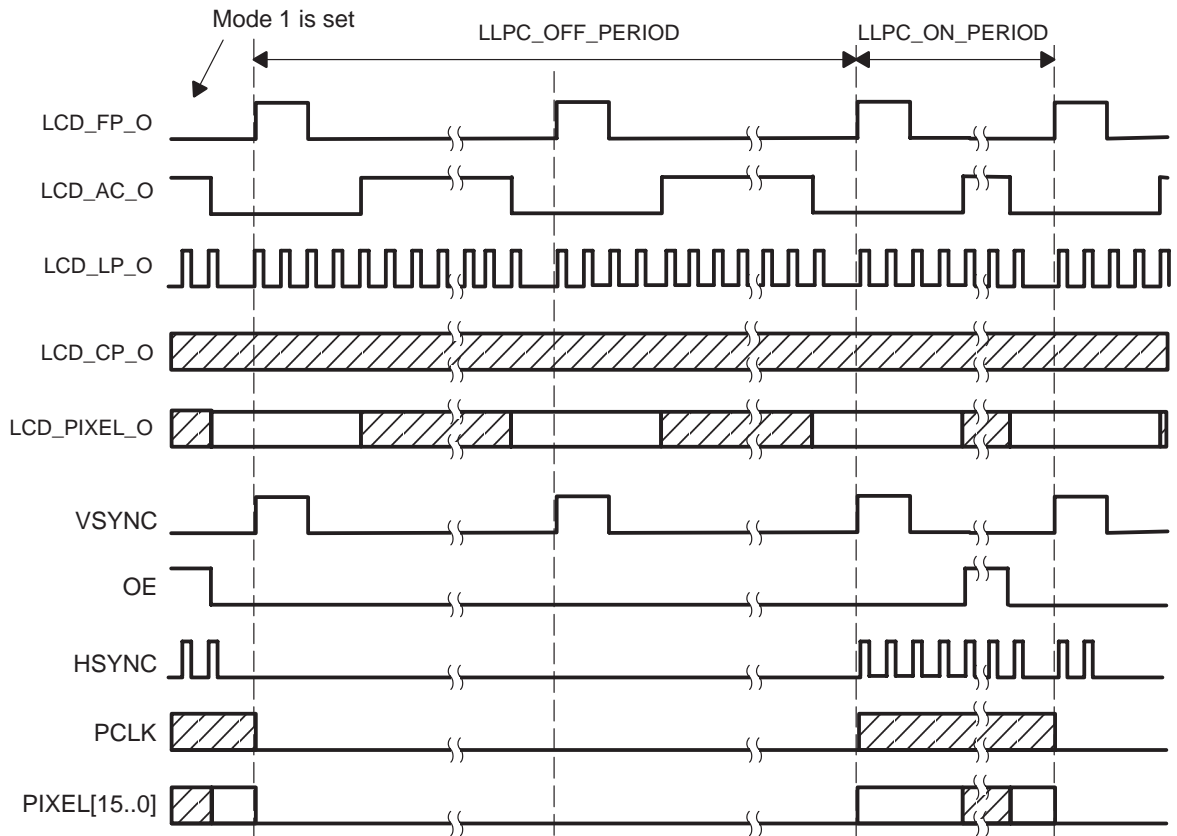 Mode 1 is set
LLPC_OFF_PERIOD
LLPC_ON_PERIOD
LCD_FP_O
LCD_AC_O
LCD_LP_O
LCD_CP_O
LCD_PIXEL_O
VSYNC
OE
HSYNC
PCLK
PIXEL[15..0]